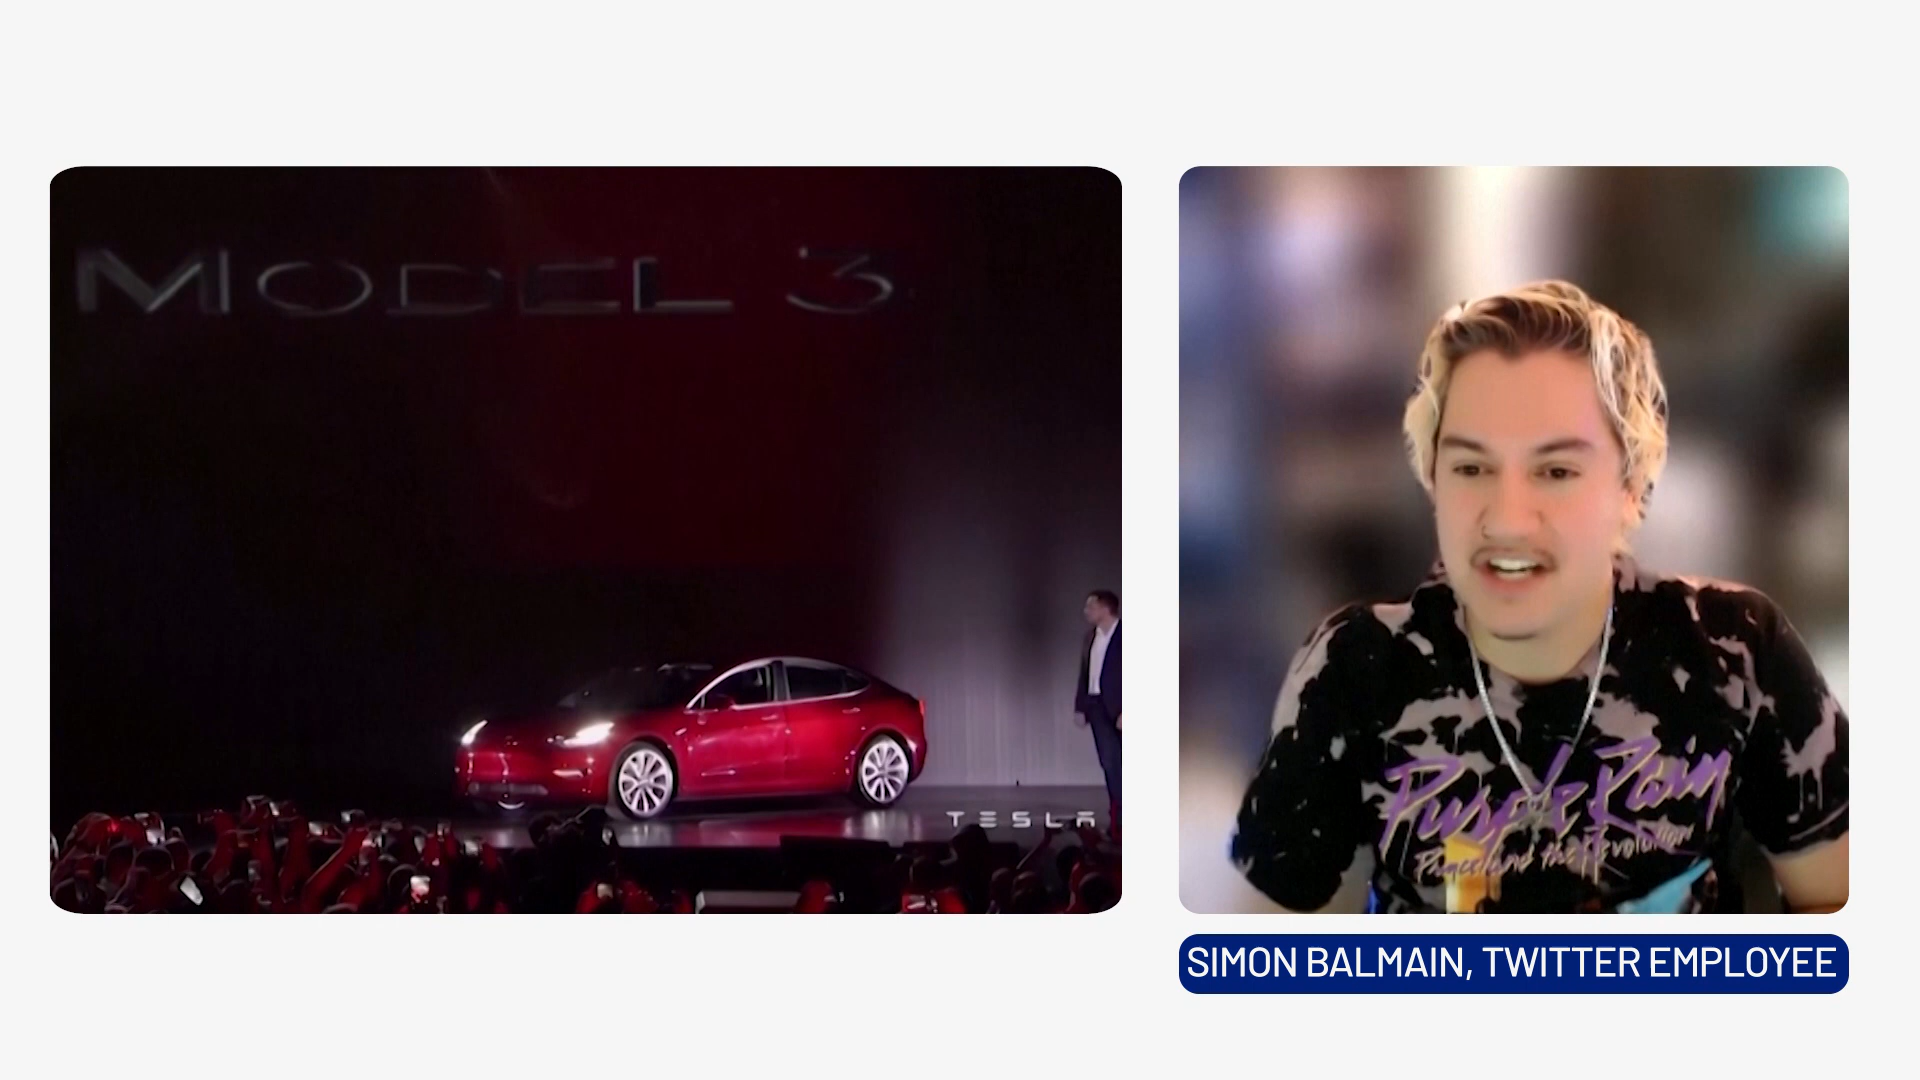 MODEL 3
TESLA
Purple Rain
Prince and the Revolution
SIMON BALMAIN, TWITTER EMPLOYEE